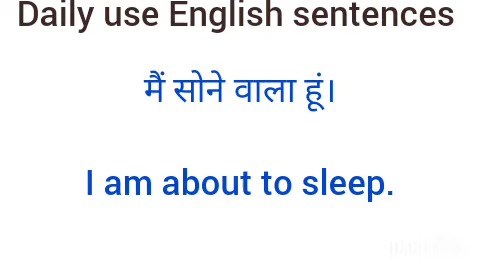 Daily use English sentences
मैं सोने वाला हूं।
I am about to sleep.